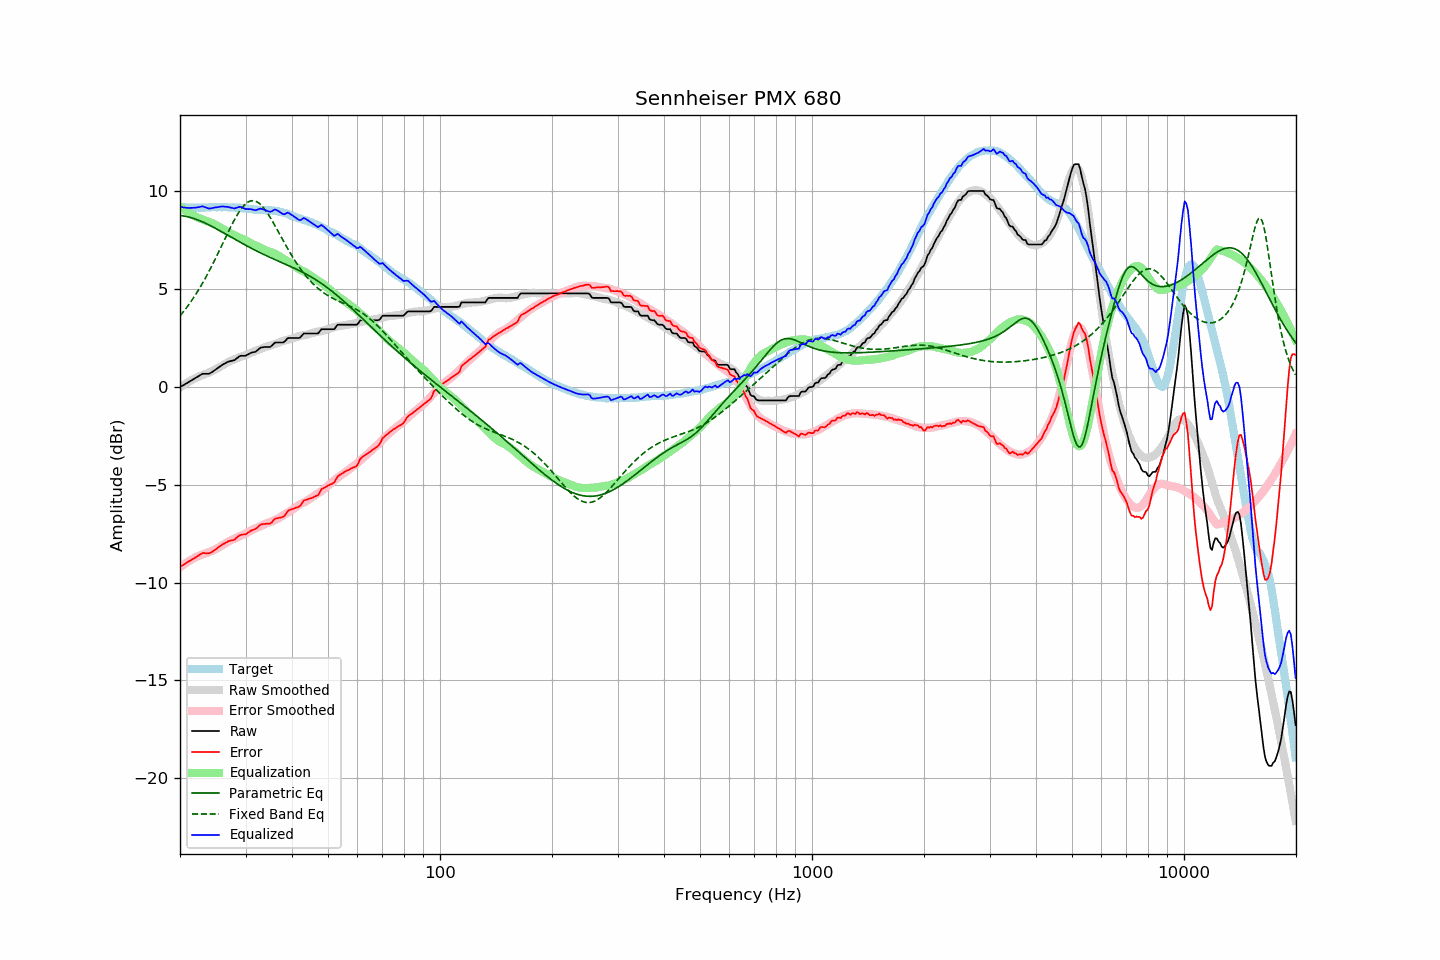 Sennheiser PMX 680
Amplitude (dBr)
10
5
0
−5
−10
−15
−20
Target
Raw Smoothed
Error Smoothed
Raw
Error
Equalization
Parametric Eq
Fixed Band Eq
Equalized
100
1000
10000
Frequency (Hz)